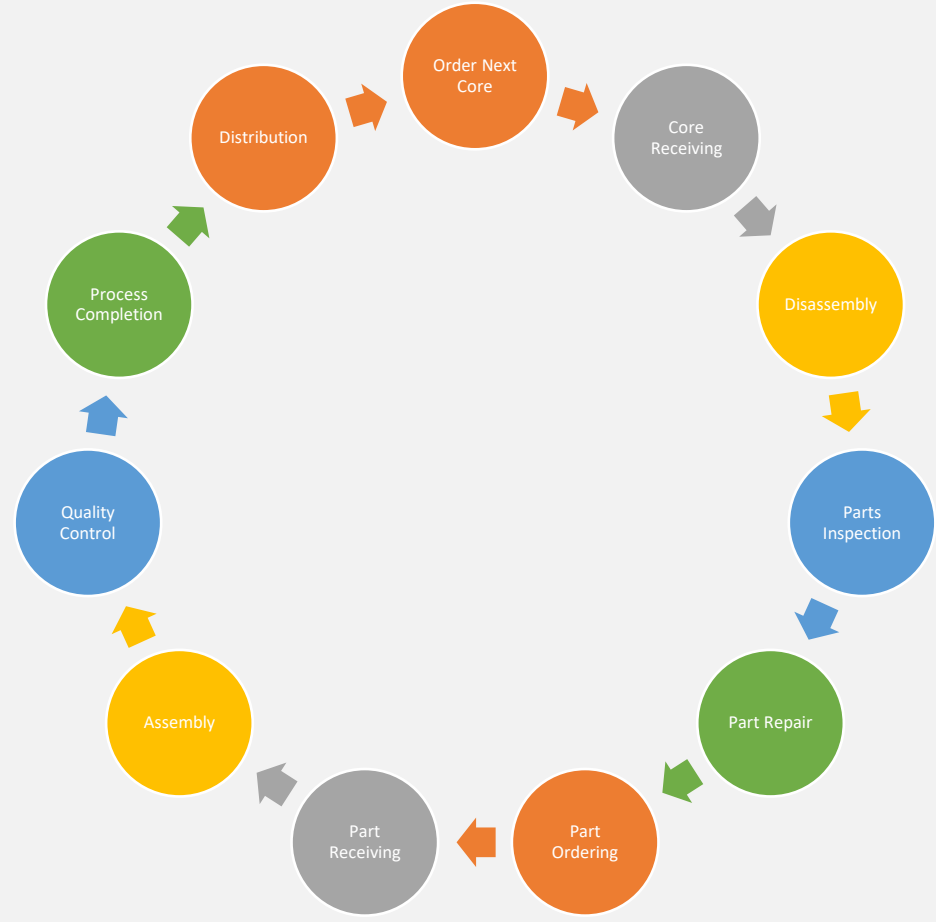 Order Next
Core
Core
Receiving
Disassembly
Parts
Inspection
Part Repair
Part
Ordering
Part
Receiving
Assembly
Quality
Control
Process
Completion
Distribution